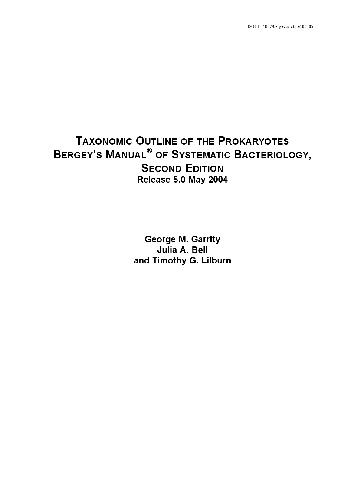 TAXONOMIC OUTLINE OF THE PROKARYOTES
BERGEY'S MANUAL® OF SYSTEMATIC BACTERIOLOGY,
SECOND EDITION
Release 5.0 May 2004
George M. Garrity
Julia A. Bell
and Timothy G. Lilburn